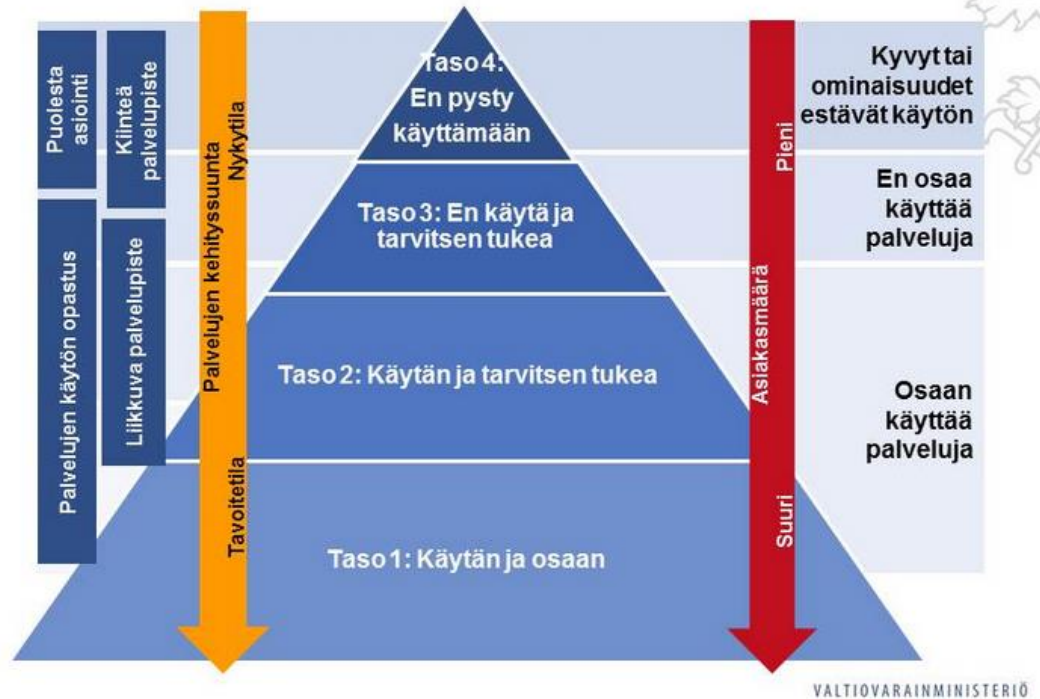 Puolesta
asiointi
Kiinteä
palvelupiste
Palvelujen käytön opastus
Liikkuva palvelupiste
Nykytila
Palvelujen kehityssuunta
Tavoitetila
Taso 4:
En pysty
käyttämään
Taso 3: En käytä ja
tarvitsen tukea
Taso 2: Käytän ja tarvitsen tukea
Taso 1: Käytän ja osaan
Pieni
Asiakasmäärä
Suuri
Kyvyt tai
ominaisuudet
estävät käytön
En osaa
käyttää
palveluja
Osaan
käyttää
palveluja
VALTIOVARAINMINISTERIÖ